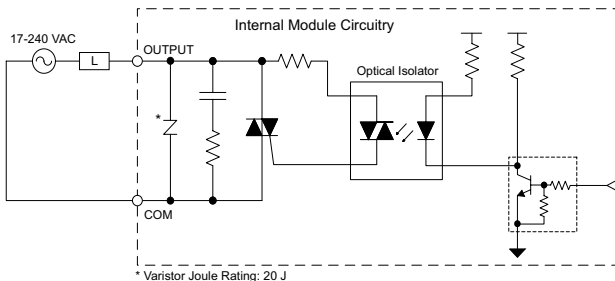 Internal Module Circuitry
17-240 VAC
OUTPUT
L
Optical Isolator
*
COM
* Varistor Joule Rating: 20 J